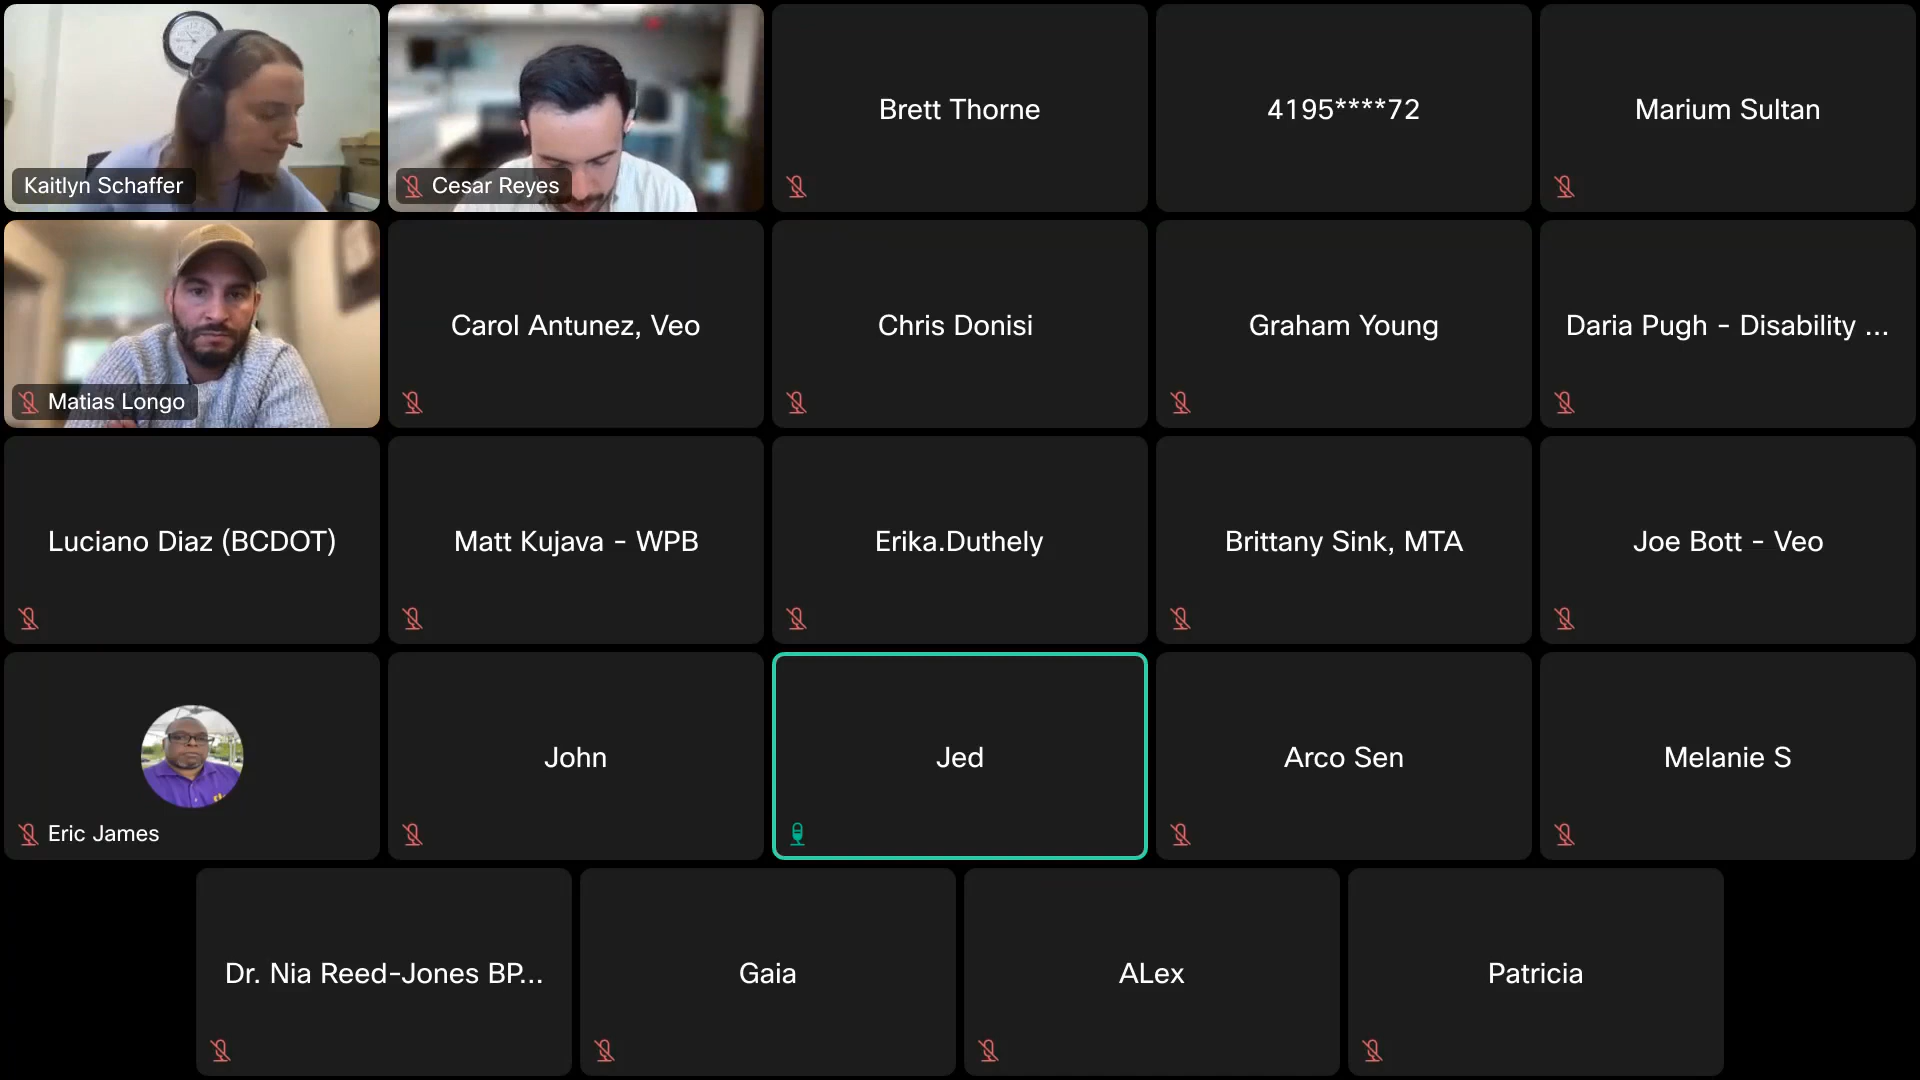 Kaitlyn Schaffer
Cesar Reyes
Brett Thorne
4195****72
Marium Sultan
Matias Longo
Carol Antunez, Veo
Chris Donisi
Graham Young
Daria Pugh - Disability ...
Luciano Diaz (BCDOT)
Matt Kujava - WPB
Erika.Duthely
Brittany Sink, MTA
Joe Bott - Veo
Eric James
John
Jed
Arco Sen
Melanie S
Dr. Nia Reed-Jones BP...
Gaia
ALex
Patricia